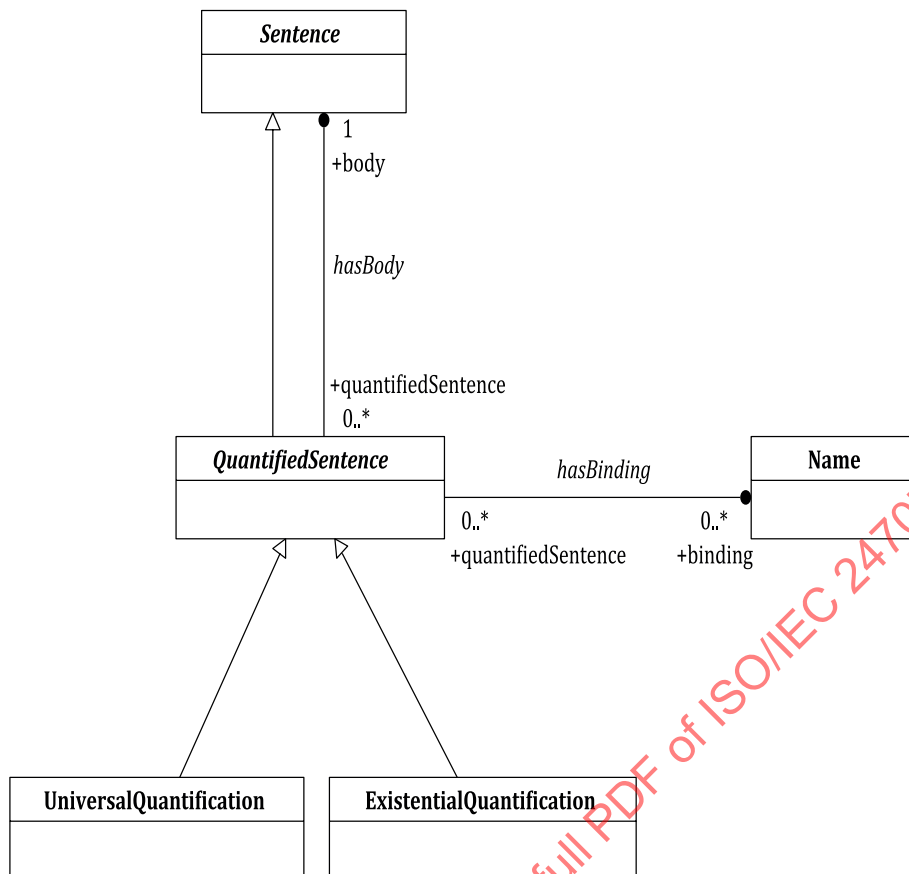 Sentence
1
+body
hasBody
+quantifiedSentence
0..*
QuantifiedSentence
hasBinding
Name
0..*
0..*
+quantifiedSentence
+binding
UniversalQuantification
ExistentialQuantification
full PDF of ISO/IEC 2470